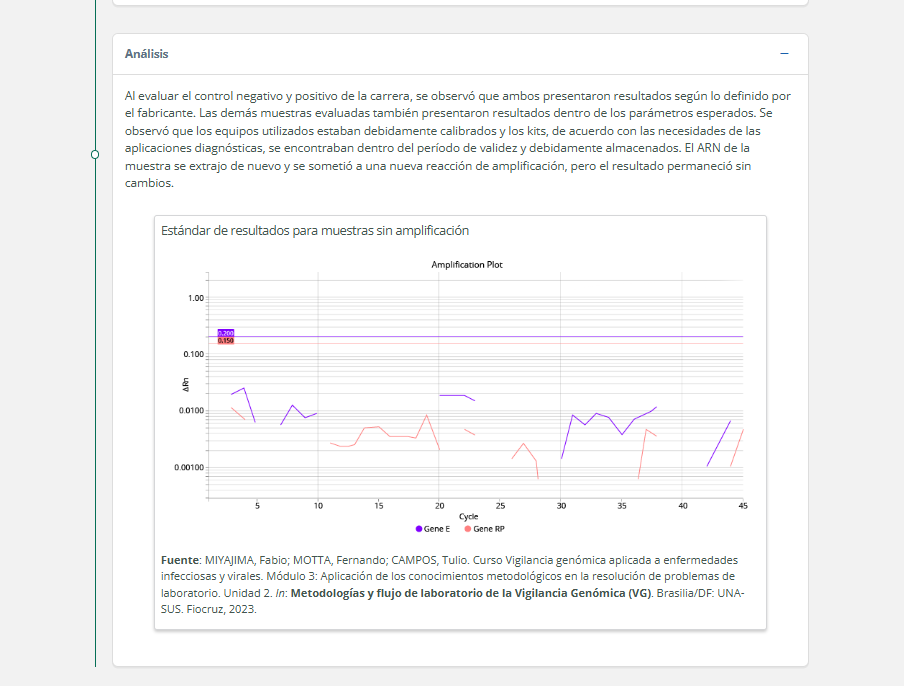 Análisis
Al evaluar el control negativo y positivo de la carrera, se observó que ambos presentaron resultados según lo definido por
el fabricante. Las demás muestras evaluadas también presentaron resultados dentro de los parámetros esperados. Se
observó que los equipos utilizados estaban debidamente calibrados y los kits, de acuerdo con las necesidades de las
aplicaciones diagnósticas, se encontraban dentro del período de validez y debidamente almacenados. El ARN de la
muestra se extrajo de nuevo y se sometió a una nueva reacción de amplificación, pero el resultado permaneció sin
cambios.
Estándar de resultados para muestras sin amplificación
Amplification Plot
1.00
0.200
0.150
0.100
ΔRn
0.0100
0.00100
5 10 15 20 25 30 35 40 45
Cycle
Gene E Gene RP
Fuente: MIYAJIMA, Fabio; MOTTA, Fernando; CAMPOS, Tulio. Curso Vigilancia genómica aplicada a enfermedades
infecciosas y virales. Módulo 3: Aplicación de los conocimientos metodológicos en la resolución de problemas de
laboratorio. Unidad 2. In: Metodologías y flujo de laboratorio de la Vigilancia Genómica (VG). Brasilia/DF: UNA-
SUS. Fiocruz, 2023.